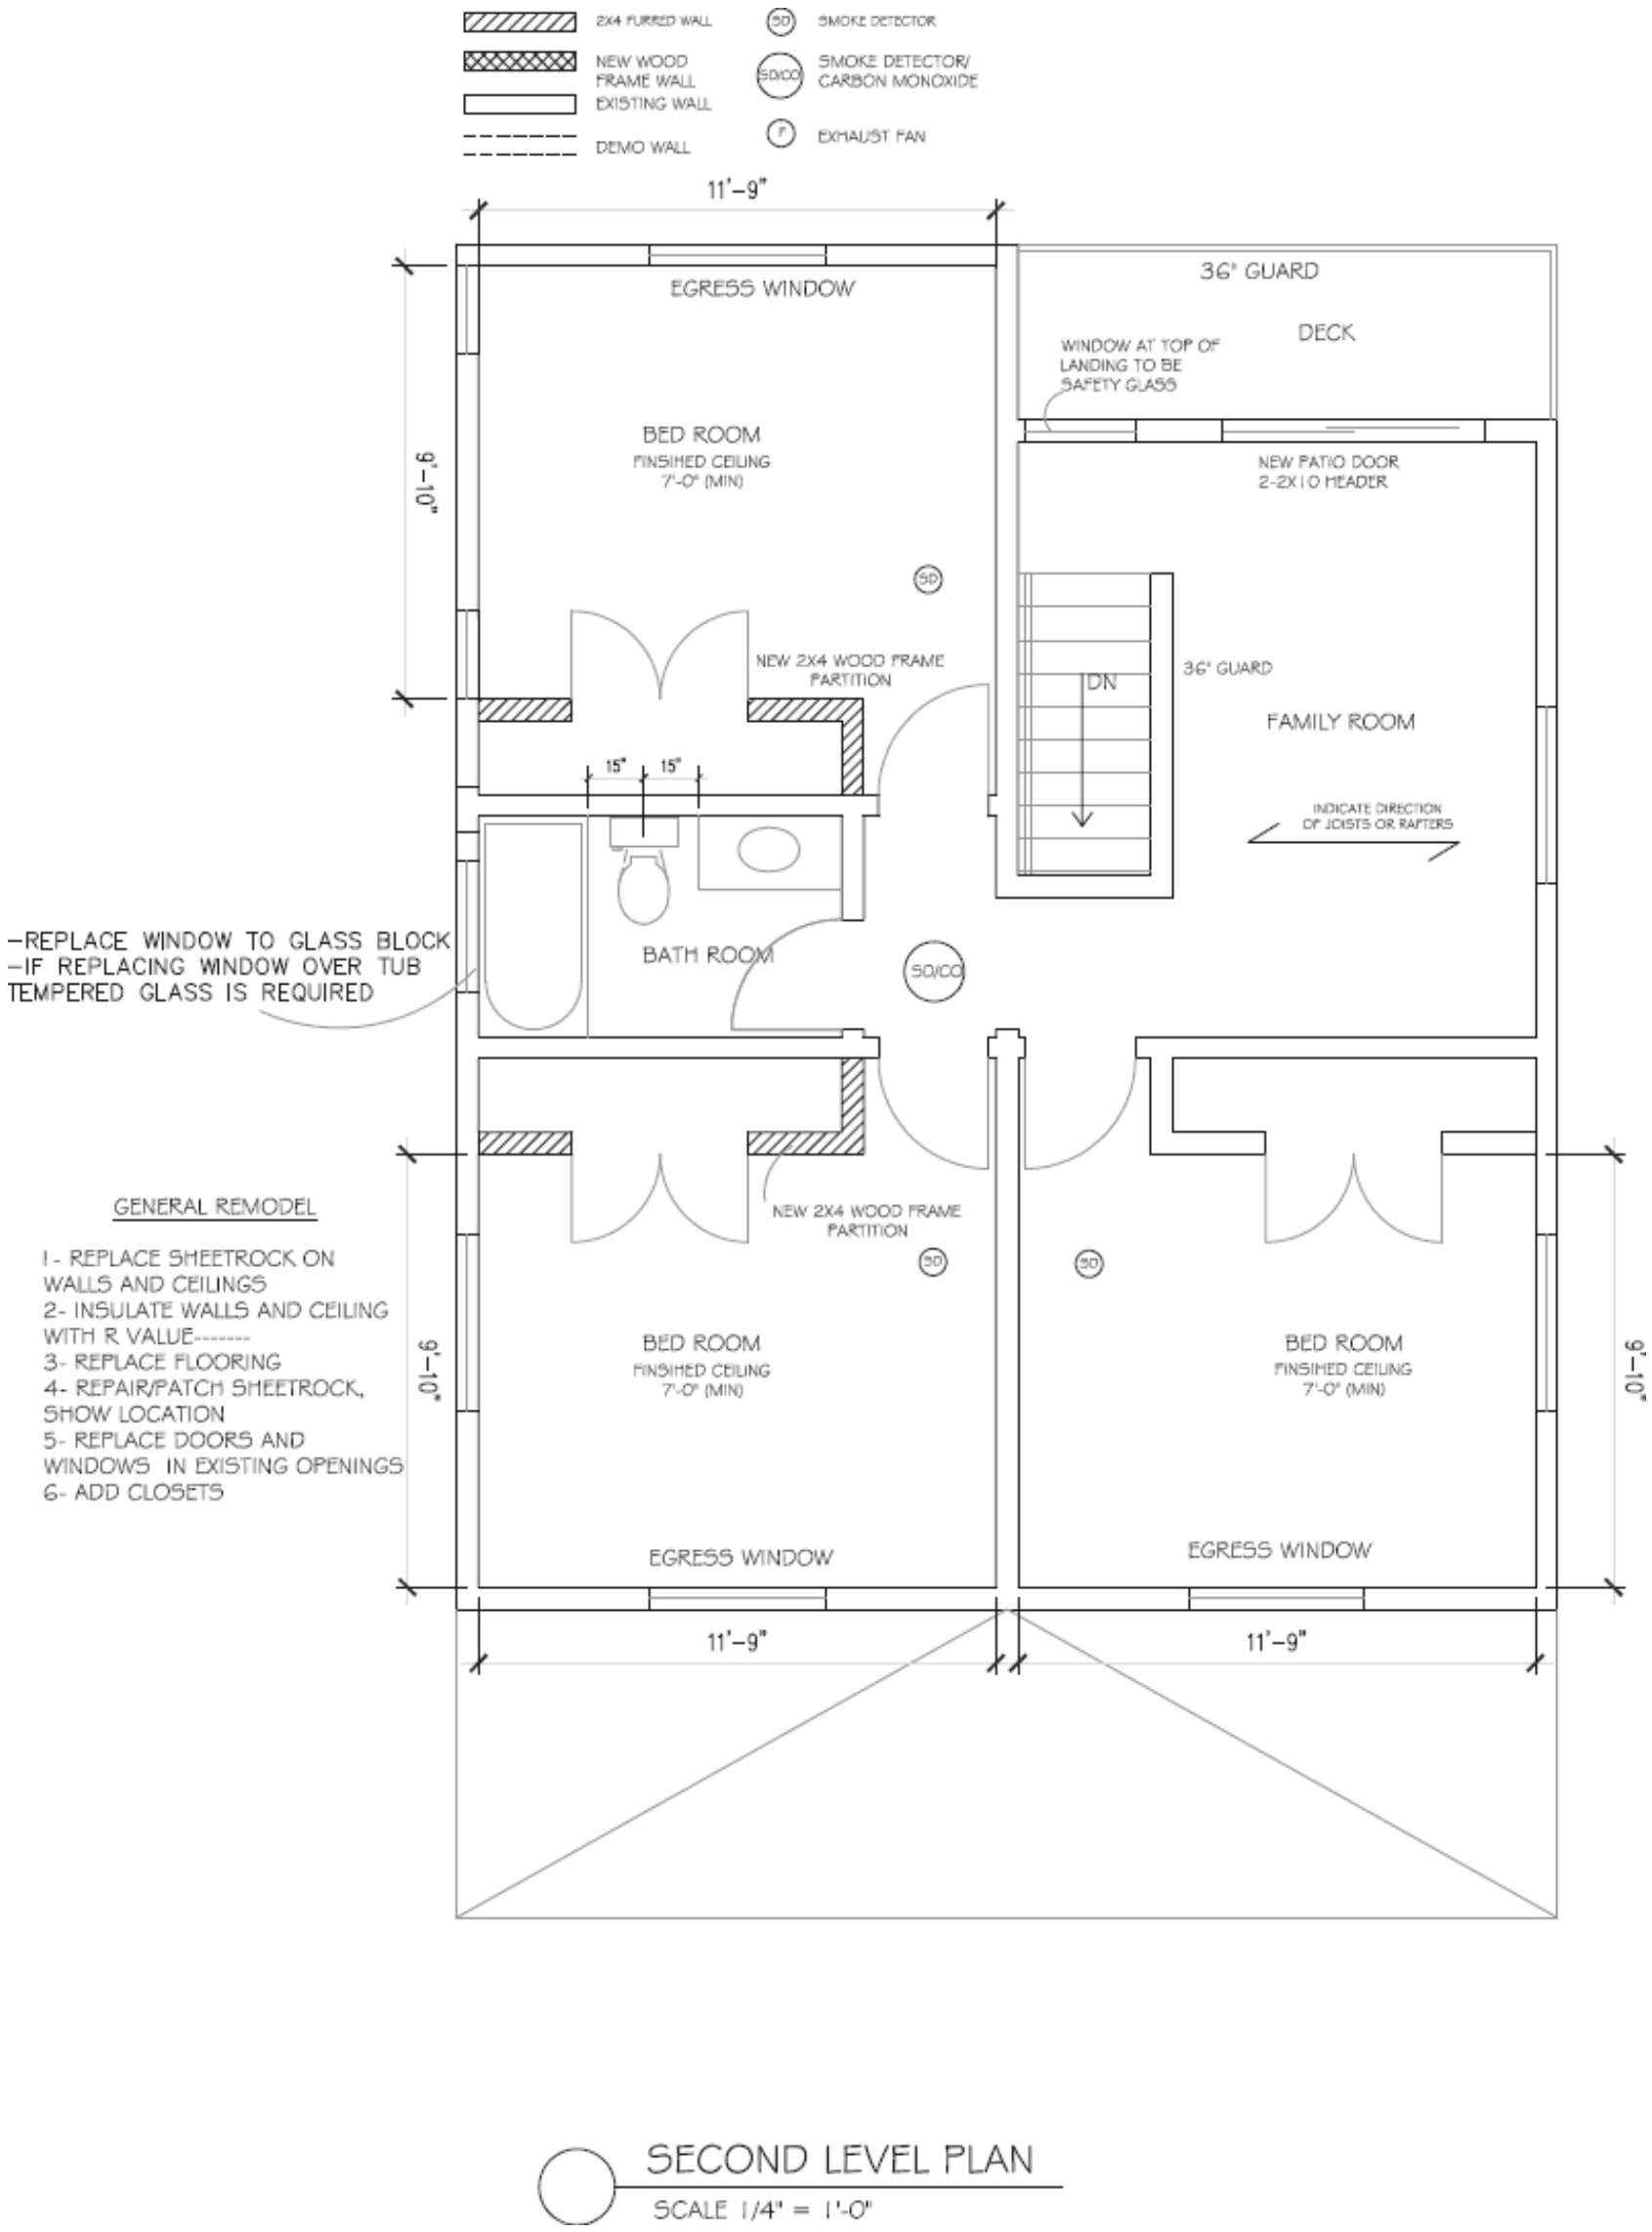 2X4 FURRED WALL
SD
SMOKE DETECTOR
NEW WOOD
FRAME WALL
SD/CO
SMOKE DETECTOR/
CARBON MONOXIDE
EXISTING WALL
DEMO WALL
F
EXHAUST FAN
11'-9"
36" GUARD
EGRESS WINDOW
DECK
WINDOW AT TOP OF
LANDING TO BE
SAFETY GLASS
BED ROOM
FINSIHED CEILING
7'-0" (MIN)
9'-10"
NEW PATIO DOOR
2-2X10 HEADER
SD
NEW 2X4 WOOD FRAME
PARTITION
DN
36" GUARD
FAMILY ROOM
15"
15"
INDICATE DIRECTION
OF JOISTS OR RAFTERS
-REPLACE WINDOW TO GLASS BLOCK
-IF REPLACING WINDOW OVER TUB
TEMPERED GLASS IS REQUIRED
BATH ROOM
SD/CO
GENERAL REMODEL
1- REPLACE SHEETROCK ON
WALLS AND CEILINGS
2- INSULATE WALLS AND CEILING
WITH R VALUE-------
3- REPLACE FLOORING
4- REPAIR/PATCH SHEETROCK,
SHOW LOCATION
5- REPLACE DOORS AND
WINDOWS IN EXISTING OPENINGS
6- ADD CLOSETS
NEW 2X4 WOOD FRAME
PARTITION
SD
SD
9'-10"
BED ROOM
FINSIHED CEILING
7'-0" (MIN)
BED ROOM
FINSIHED CEILING
7'-0" (MIN)
9'-10"
EGRESS WINDOW
EGRESS WINDOW
11'-9"
11'-9"
SECOND LEVEL PLAN
SCALE 1/4" = 1'-0"